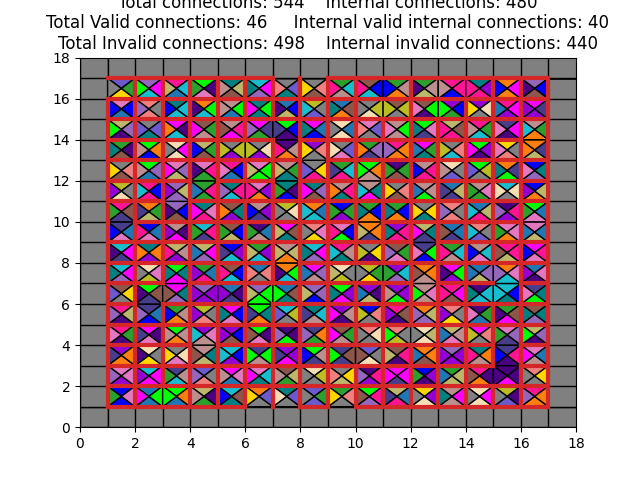 Total connections: 544 Internal connections: 480
Total Valid connections: 46 Internal valid internal connections: 40
Total Invalid connections: 498 Internal invalid connections: 440
18
16
14
12
10
8
6
4
2
0
0 2 4 6 8 10 12 14 16 18